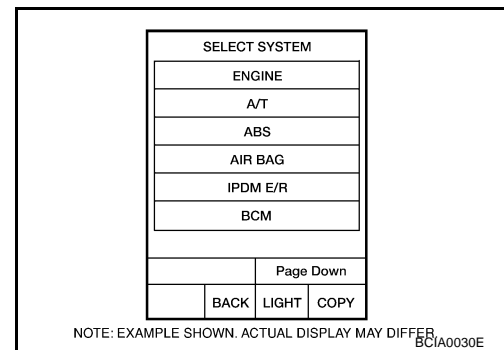 SELECT SYSTEM
ENGINE
A/T
ABS
AIR BAG
IPDM E/R
BCM
Page Down
BACK LIGHT COPY
NOTE: EXAMPLE SHOWN. ACTUAL DISPLAY MAY DIFFER.
BCIA0030E